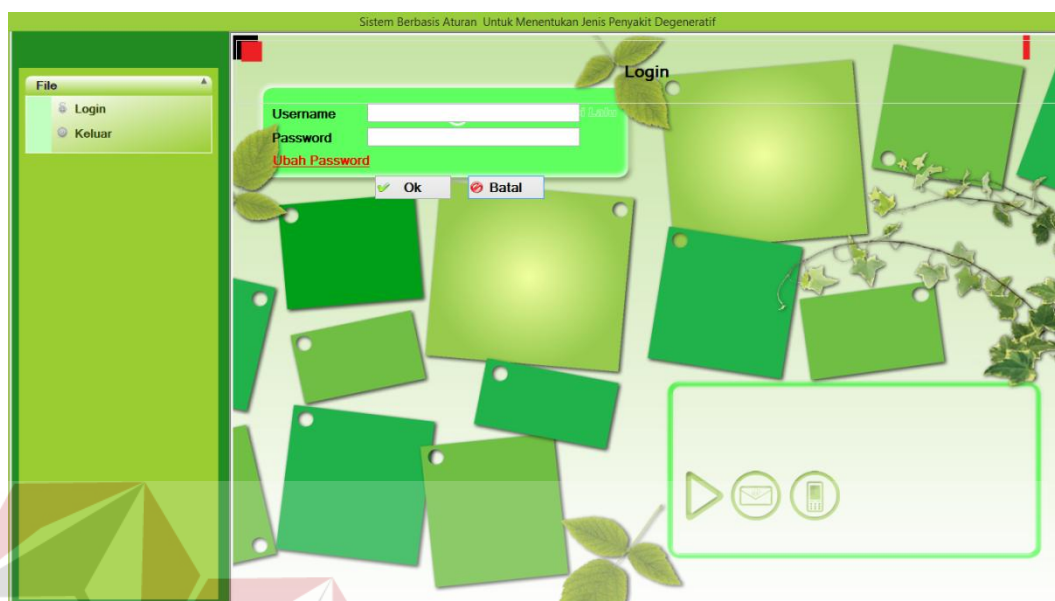 Sistem Berbasis Aturan Untuk Menentukan Jenis Penyakit Degeneratif
File
Login
Keluar
Login
Username
Password
Ubah Password
Ok
Batal